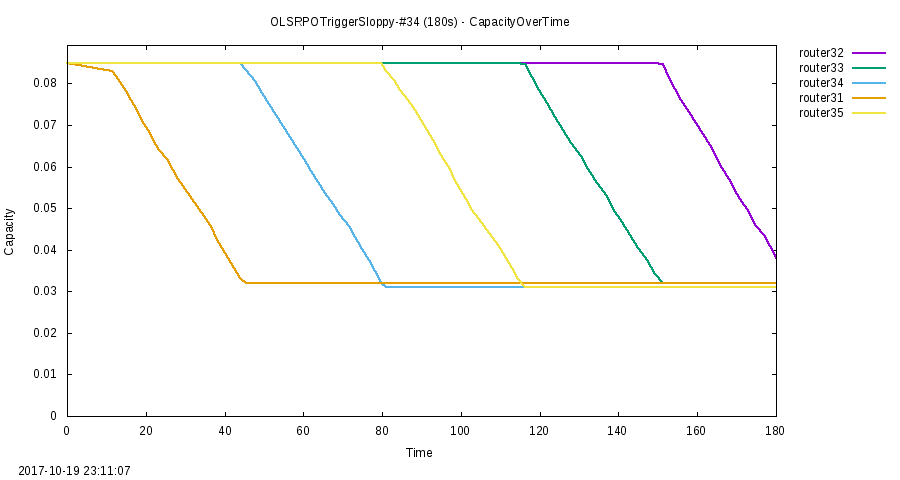 OLSRPOTriggerSloppy-#34 (180s) - CapacityOverTime
router32
router33
router34
router31
router35
0.08
0.07
0.06
0.05
0.04
0.03
0.02
0.01
0
Capacity
0 20 40 60 80 100 120 140 160 180
Time
2017-10-19 23:11:07